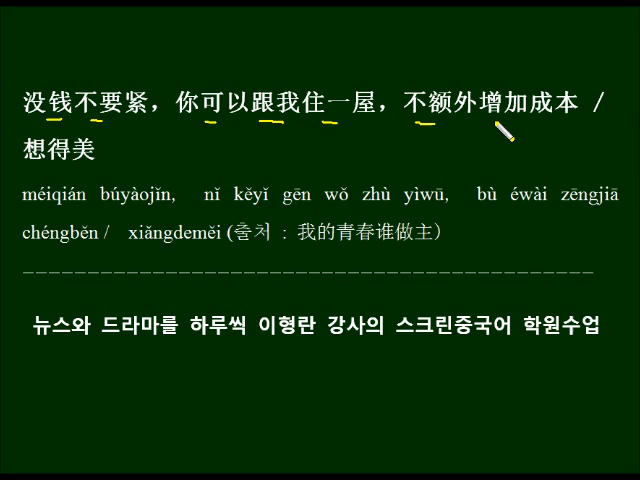 没钱不要紧，你可以跟我住一屋，不额外增加成本 /
想得美
méiqián búyàojǐn, nǐ kěyǐ gēn wǒ zhù yìwū, bù éwài zēngjiā
chéngběn / xiǎngdeměi (출처 : 我的青春谁做主)
뉴스와 드라마를 하루씩 이형란 강사의 스크린중국어 학원수업